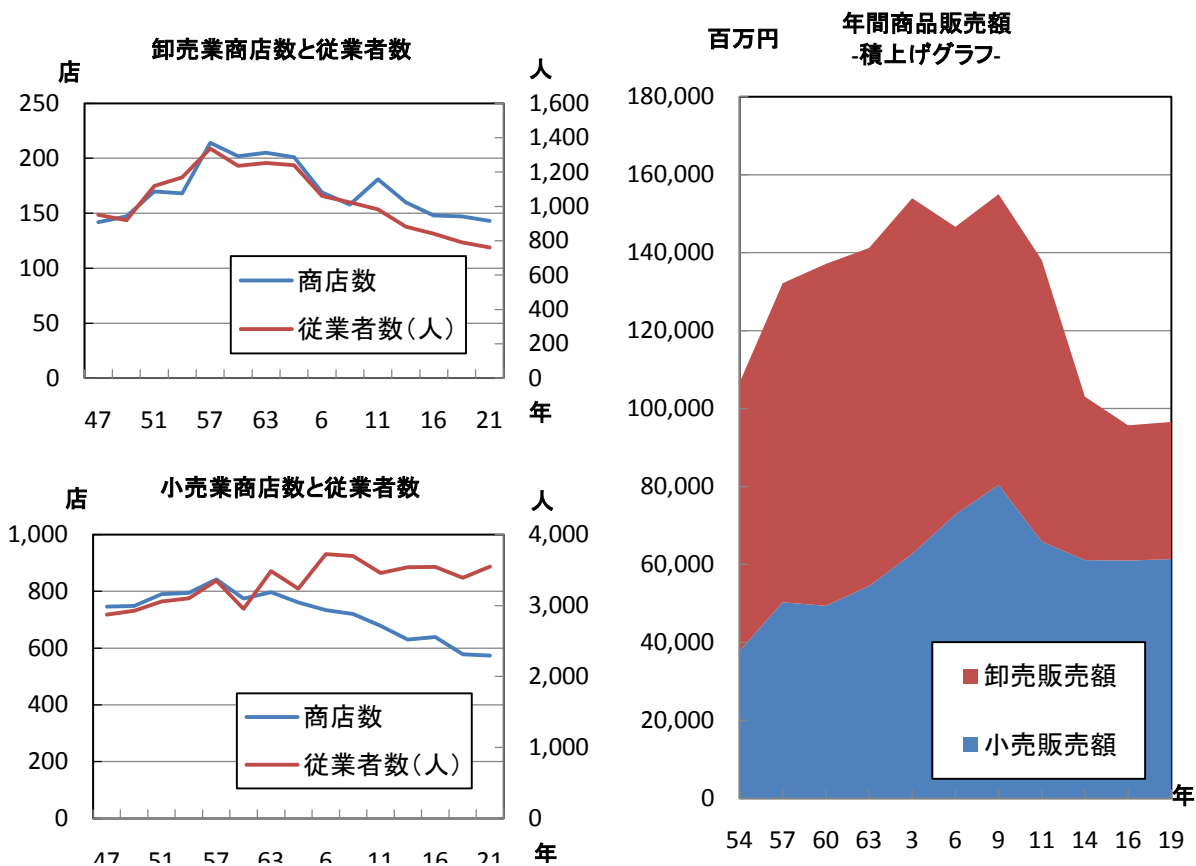 卸売業商店数と従業者数
店
人
250
200
150
100
50
0
1,600
1,400
1,200
1,000
800
600
400
200
0
商店数
従業者数(人)
47 51 57 63 6 11 16 21
年
小売業商店数と従業者数
店
人
1,000
800
600
400
200
0
4,000
3,000
2,000
1,000
0
商店数
従業者数(人)
47 51 57 63 6 11 16 21
年
百万円
年間商品販売額
-積上げグラフ-
180,000
160,000
140,000
120,000
100,000
80,000
60,000
40,000
20,000
0
卸売販売額
小売販売額
年
54 57 60 63 3 6 9 11 14 16 19